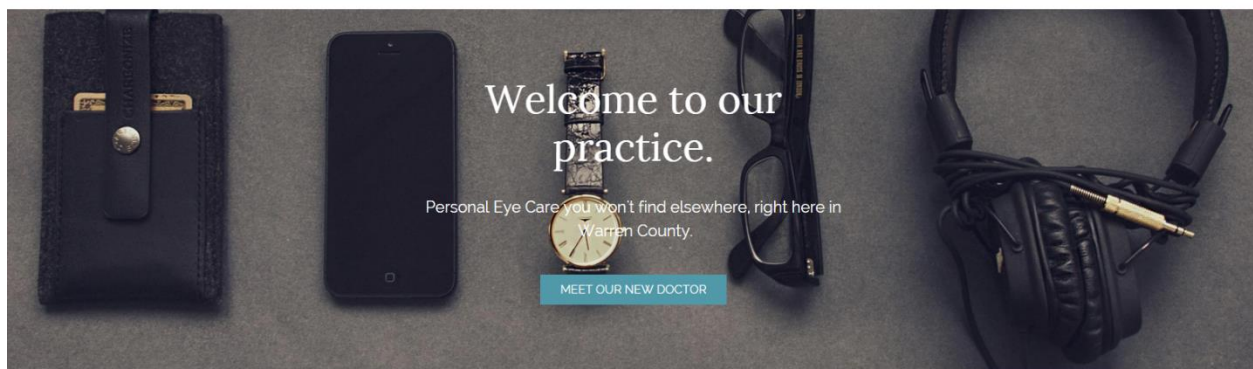 Welcome to our
practice.
Personal Eye Care you won't find elsewhere, right here in
Warren County.
MEET OUR NEW DOCTOR